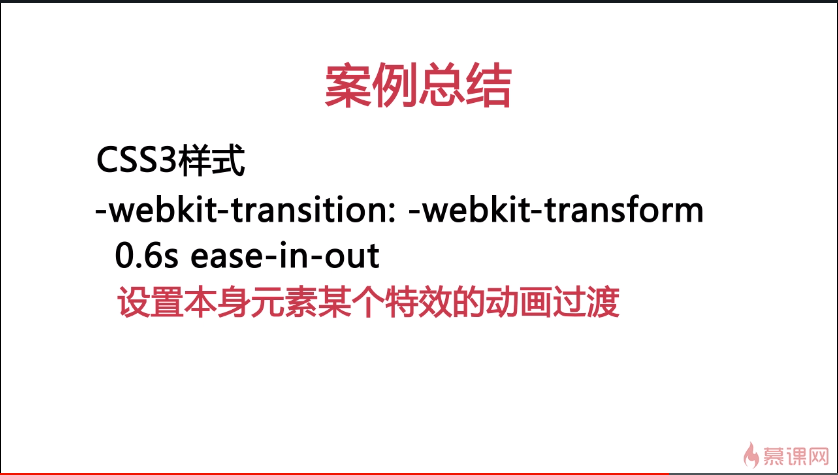 案例总结
CSS3样式
-webkit-transition: -webkit-transform
0.6s ease-in-out
设置本身元素某个特效的动画过渡
慕课网